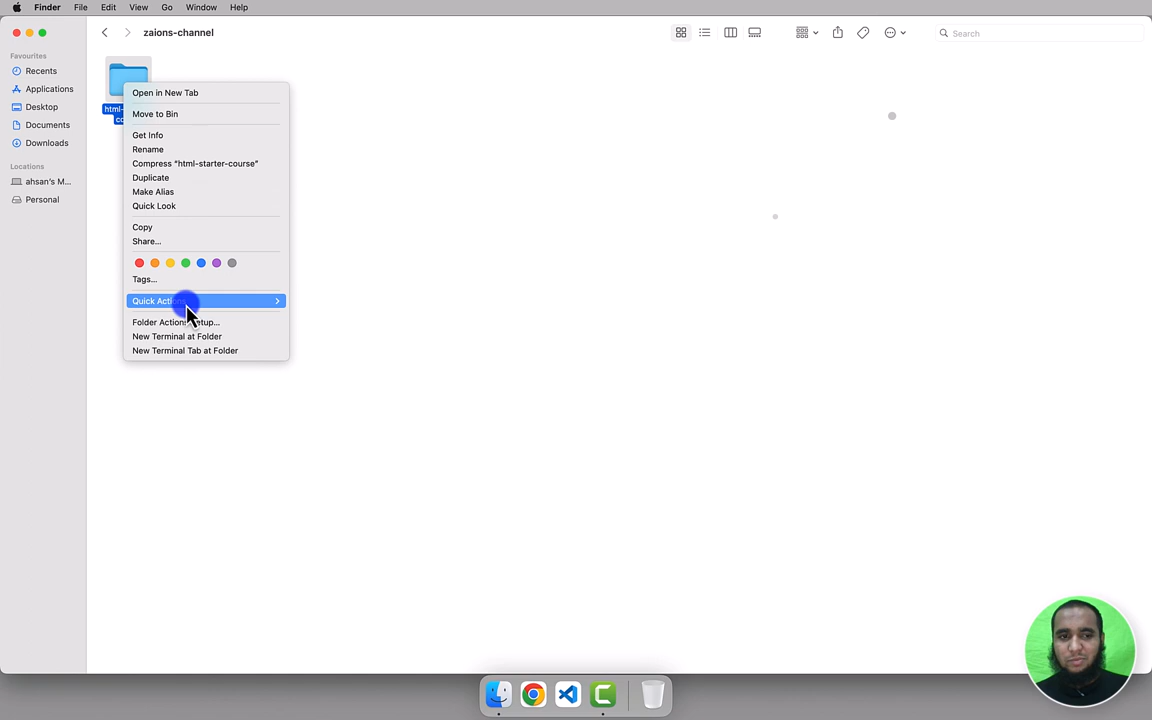 Finder File Edit View Go Window Help
zaions-channel
Search
Favourites
Recents
Applications
Desktop
Documents
Downloads
Locations
ahsan's M...
Personal
html-
Open in New Tab
Move to Bin
Get Info
Rename
Compress “html-starter-course”
Duplicate
Make Alias
Quick Look
Copy
Share...
Tags...
Quick Actions
Folder Actions Setup...
New Terminal at Folder
New Terminal Tab at Folder